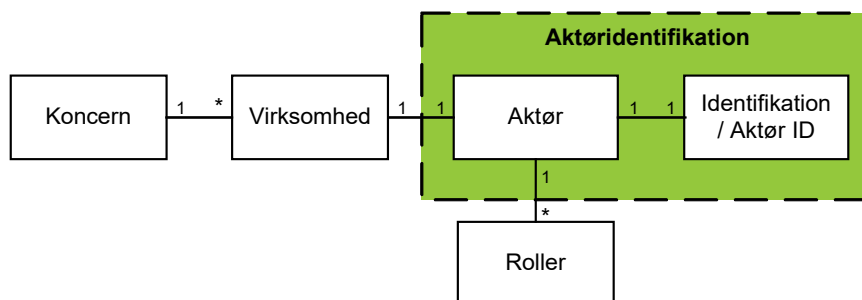 Aktøridentifikation
Koncern
1
*
Virksomhed
1
1
Aktør
1
1
Identifikation
/ Aktør ID
1
*
Roller